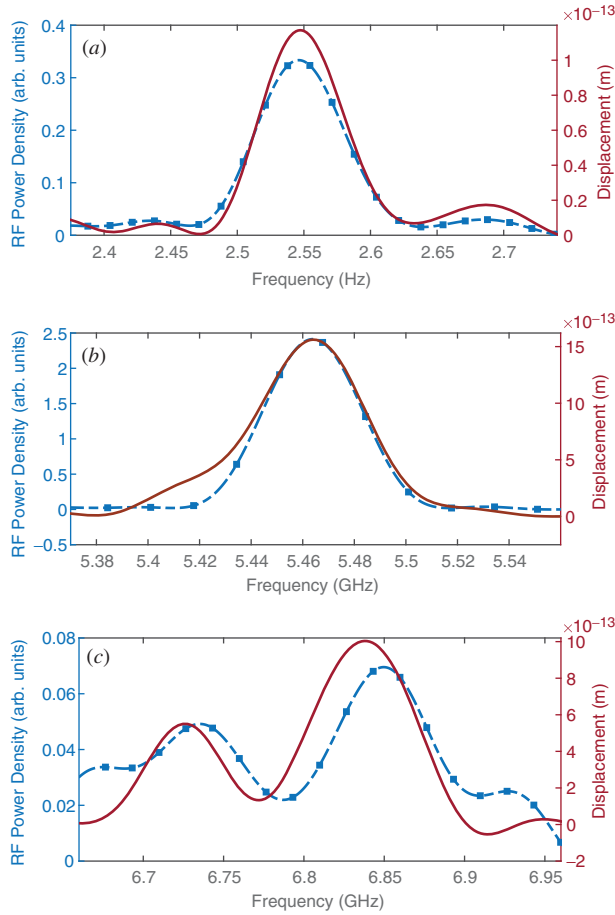 (a)
RF Power Density (arb. units)
0.4
0.3
0.2
0.1
0
2.4 2.45 2.5 2.55 2.6 2.65 2.7
Frequency (Hz)
×10⁻¹³
1
0.8
0.6
0.4
0.2
0
Displacement (m)
(b)
RF Power Density (arb. units)
2.5
2
1.5
1
0.5
0
−0.5
5.38 5.4 5.42 5.44 5.46 5.48 5.5 5.52 5.54
Frequency (GHz)
×10⁻¹³
15
10
5
0
Displacement (m)
(c)
RF Power Density (arb. units)
0.08
0.06
0.04
0.02
0
6.7 6.75 6.8 6.85 6.9 6.95
Frequency (GHz)
×10⁻¹³
10
8
6
4
2
0
−2
Displacement (m)